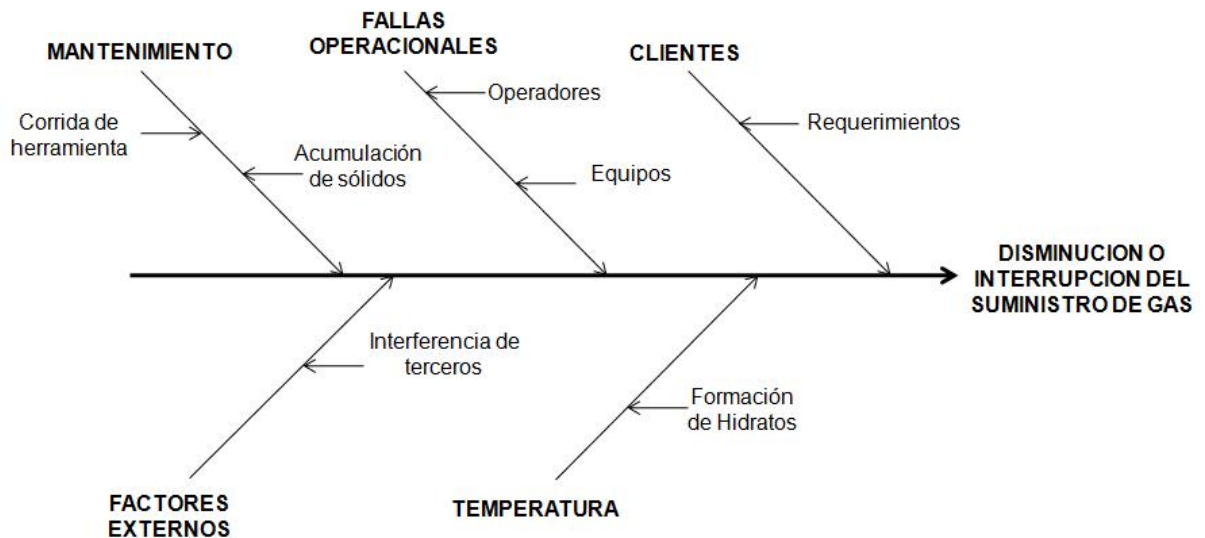 FALLAS
OPERACIONALES
MANTENIMIENTO
CLIENTES
Operadores
Corrida de
herramienta
Requerimientos
Acumulación
de sólidos
Equipos
DISMINUCION O
INTERRUPCION DEL
SUMINISTRO DE GAS
Interferencia de
terceros
Formación
de Hidratos
FACTORES
EXTERNOS
TEMPERATURA